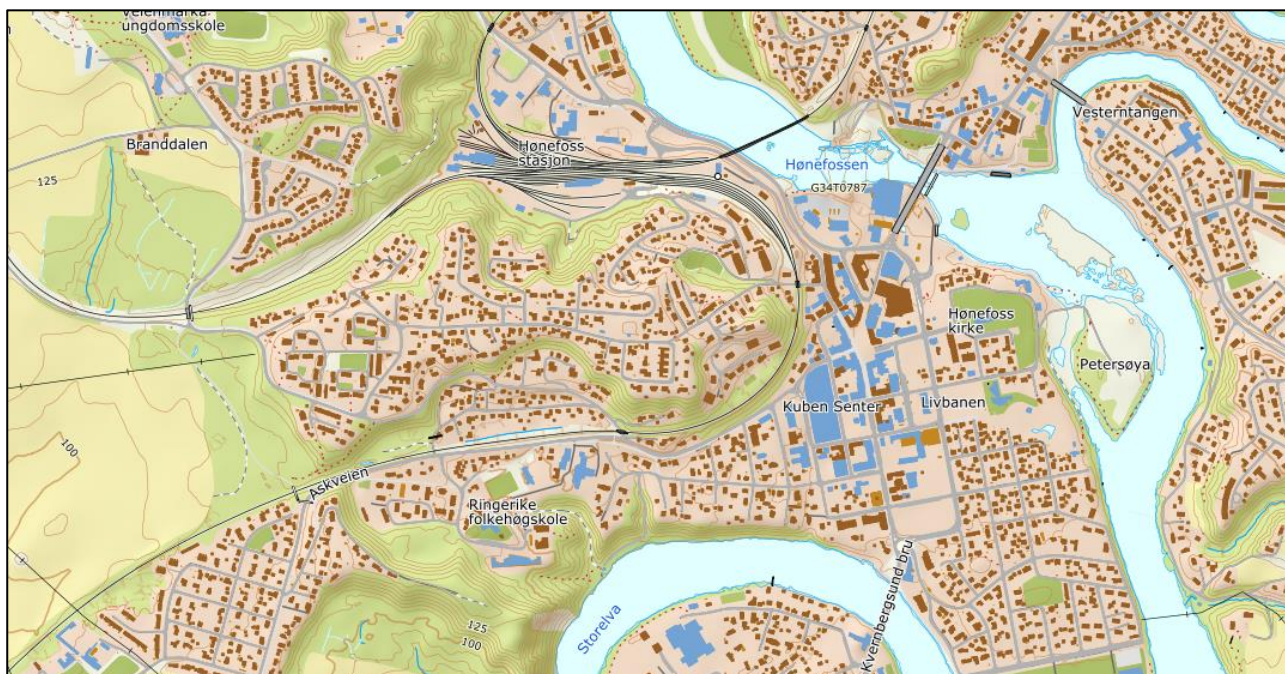 Veienmarka
ungdomsskole
Vesterntangen
Branddalen
Hønefoss
stasjon
Hønefossen
125
G34T0787
Hønefoss
kirke
Petersøya
Kuben Senter
Livbanen
100
Askveien
Ringerike
folkehøgskole
Kvernbergsund bru
Storelva
125
100